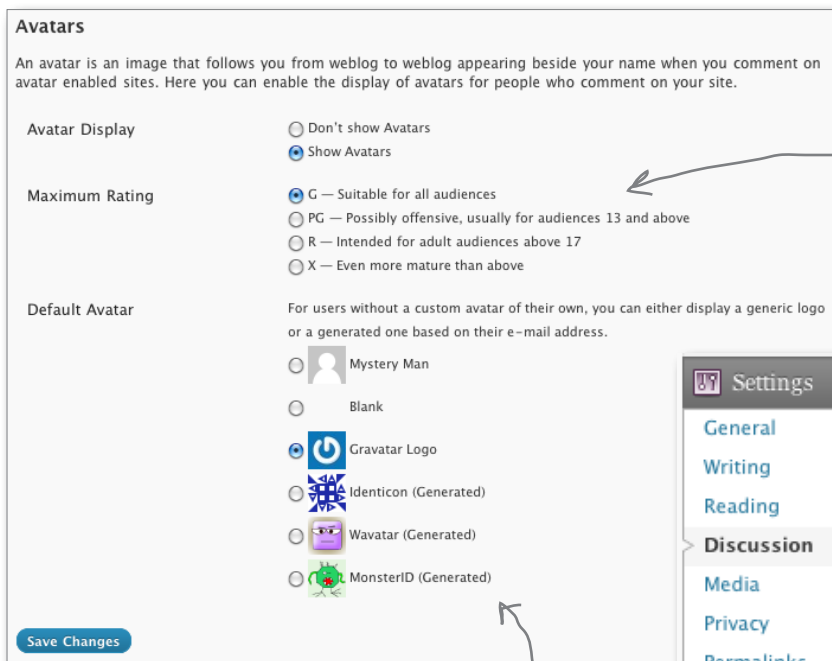 Avatars
An avatar is an image that follows you from weblog to weblog appearing beside your name when you comment on
avatar enabled sites. Here you can enable the display of avatars for people who comment on your site.
Avatar Display
Don't show Avatars
Show Avatars
Maximum Rating
G — Suitable for all audiences
PG — Possibly offensive, usually for audiences 13 and above
R — Intended for adult audiences above 17
X — Even more mature than above
Default Avatar
For users without a custom avatar of their own, you can either display a generic logo
or a generated one based on their e-mail address.
Mystery Man
Blank
Gravatar Logo
Identicon (Generated)
Wavatar (Generated)
MonsterID (Generated)
Save Changes
Settings
General
Writing
Reading
Discussion
Media
Privacy
Permalinks